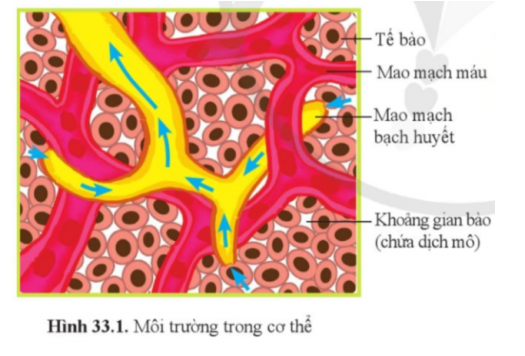 Tế bào
Mao mạch máu
Mao mạch
bạch huyết
Khoảng gian bào
(chứa dịch mô)
Hình 33.1. Môi trường trong cơ thể